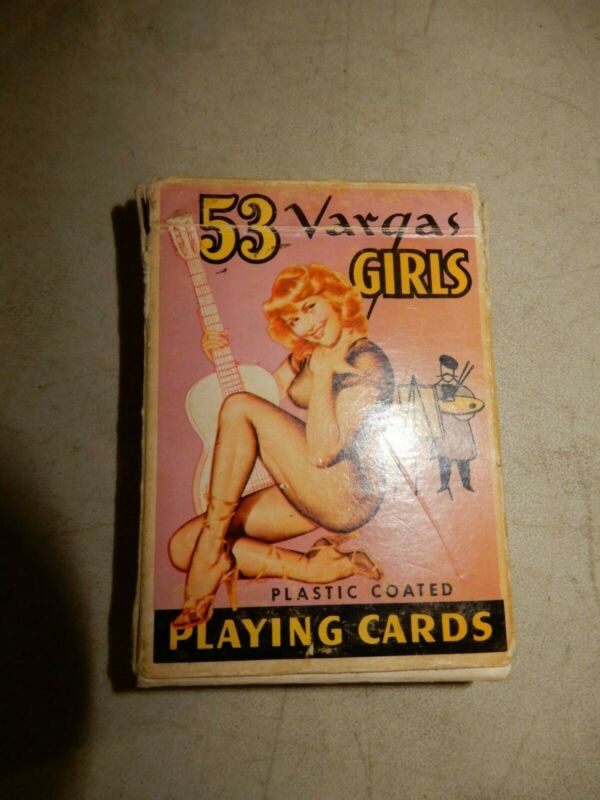 53 Vargas
GIRLS
PLASTIC COATED
PLAYING CARDS